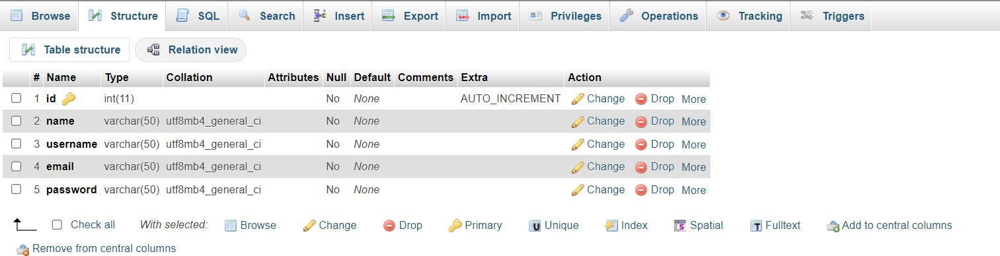 Browse Structure SQL Search Insert Export Import Privileges Operations Tracking Triggers
Table structure Relation view
# Name Type Collation Attributes Null Default Comments Extra Action
1 id int(11) No None AUTO_INCREMENT Change Drop More
2 name varchar(50) utf8mb4_general_ci No None Change Drop More
3 username varchar(50) utf8mb4_general_ci No None Change Drop More
4 email varchar(50) utf8mb4_general_ci No None Change Drop More
5 password varchar(50) utf8mb4_general_ci No None Change Drop More
Check all With selected: Browse Change Drop Primary Unique Index Spatial Fulltext Add to central columns
Remove from central columns